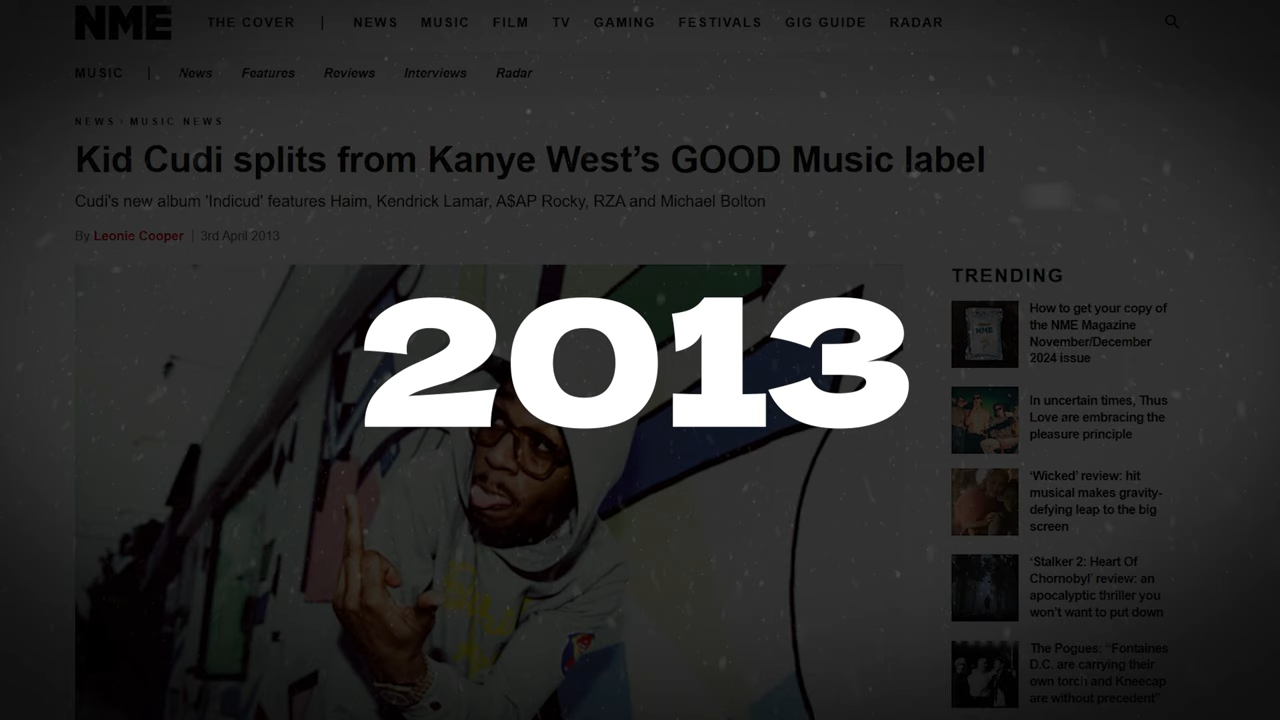 NME
THE COVER | NEWS MUSIC FILM TV GAMING FESTIVALS GIG GUIDE RADAR
MUSIC | News Features Reviews Interviews Radar
NEWS › MUSIC NEWS
Kid Cudi splits from Kanye West’s GOOD Music label
Cudi's new album 'Indicud' features Haim, Kendrick Lamar, A$AP Rocky, RZA and Michael Bolton
By Leonie Cooper | 3rd April 2013
2013
TRENDING
How to get your copy of
the NME Magazine
November/December
2024 issue
In uncertain times, Thus
Love are embracing the
pleasure principle
‘Wicked’ review: hit
musical makes gravity-
defying leap to the big
screen
‘Stalker 2: Heart Of
Chornobyl’ review: an
apocalyptic thriller you
won’t want to put down
The Pogues: “Fontaines
D.C. are carrying their
own torch and Kneecap
are without precedent”